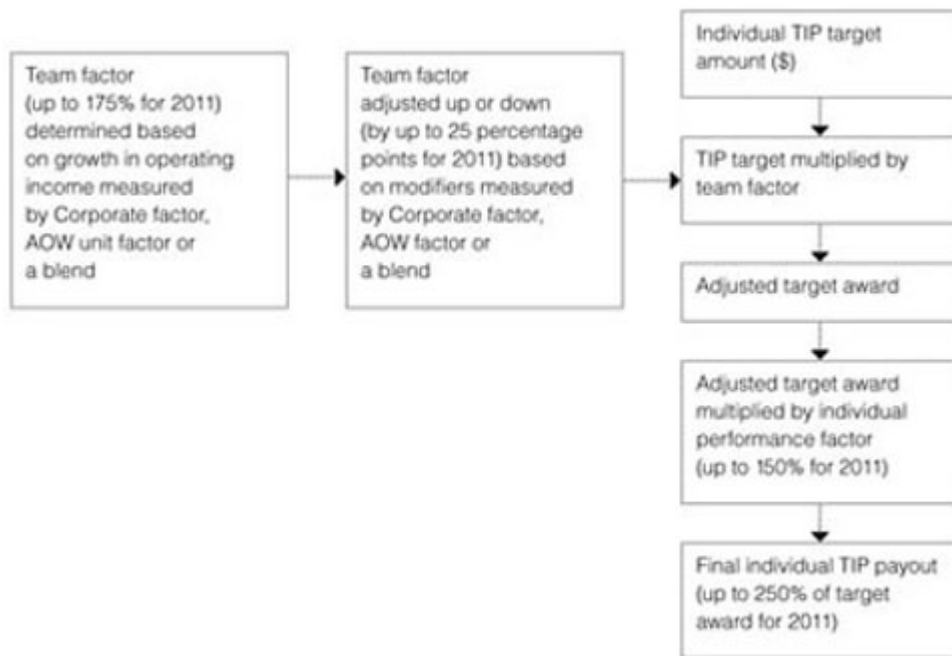 Team factor
(up to 175% for 2011)
determined based
on growth in operating
income measured
by Corporate factor,
AOW unit factor or
a blend
Team factor
adjusted up or down
(by up to 25 percentage
points for 2011) based
on modifiers measured
by Corporate factor,
AOW factor or
a blend
Individual TIP target
amount ($)
TIP target multiplied by
team factor
Adjusted target award
Adjusted target award
multiplied by individual
performance factor
(up to 150% for 2011)
Final individual TIP payout
(up to 250% of target
award for 2011)